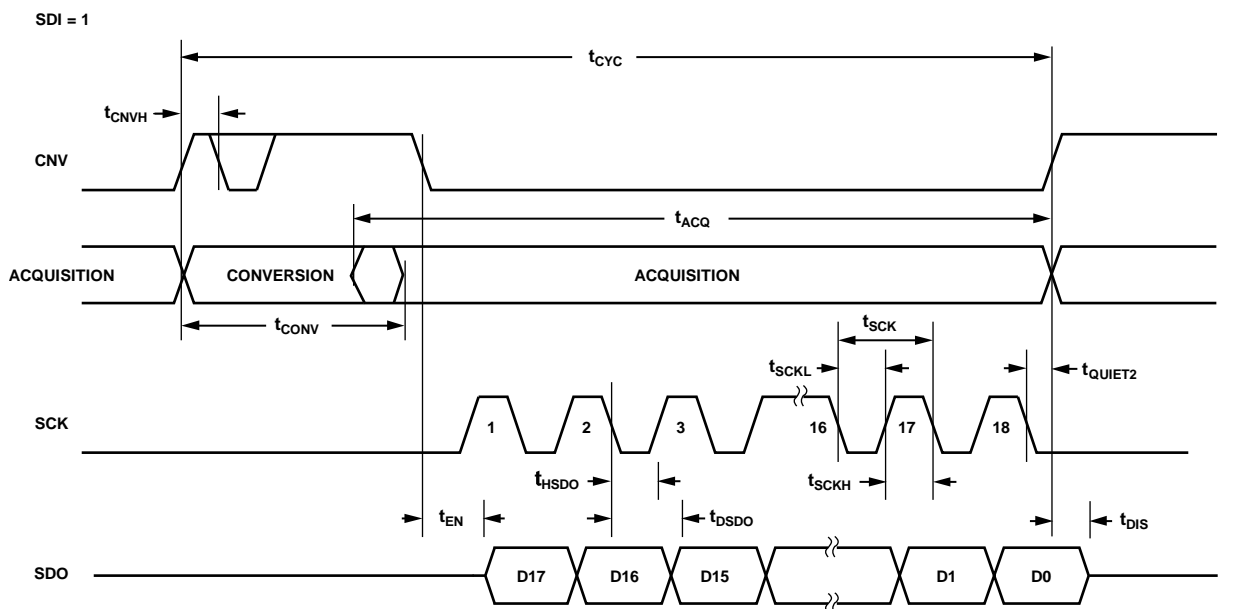 SDI = 1
tCYC
tCNVH
CNV
tACQ
ACQUISITION
CONVERSION
ACQUISITION
tCONV
tSCK
tSCKL
tQUIET2
SCK
1
2
3
16
17
18
tHSDO
tSCKH
tEN
tDSDO
tDIS
SDO
D17
D16
D15
D1
D0